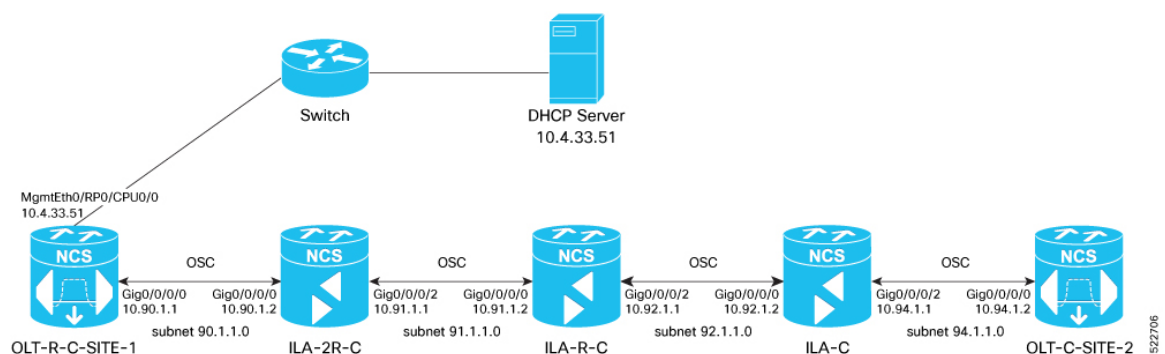 Switch
DHCP Server
10.4.33.51
MgmtEth0/RP0/CPU0/0
10.4.33.51
NCS
NCS
NCS
NCS
NCS
OSC
OSC
OSC
OSC
Gig0/0/0/0
10.90.1.1
Gig0/0/0/0
10.90.1.2
Gig0/0/0/2
10.91.1.1
Gig0/0/0/0
10.91.1.2
Gig0/0/0/2
10.92.1.1
Gig0/0/0/0
10.92.1.2
Gig0/0/0/2
10.94.1.1
Gig0/0/0/0
10.94.1.2
subnet 90.1.1.0
subnet 91.1.1.0
subnet 92.1.1.0
subnet 94.1.1.0
OLT-R-C-SITE-1
ILA-2R-C
ILA-R-C
ILA-C
OLT-C-SITE-2
522706